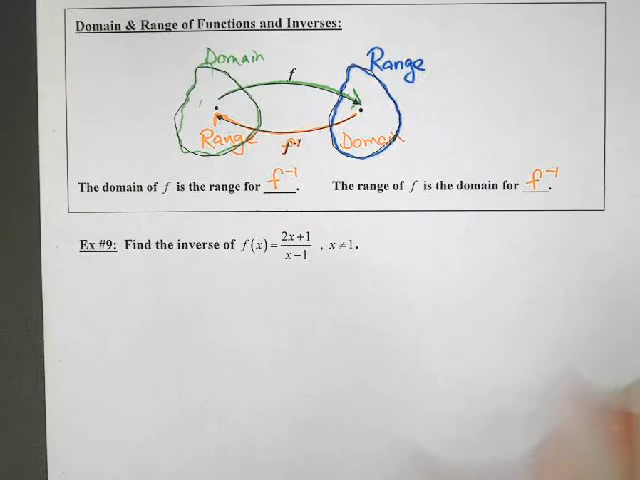 Domain & Range of Functions and Inverses:
Domain
f
Range
Range
f⁻¹
Domain
The domain of f is the range for f⁻¹. The range of f is the domain for f⁻¹.
Ex #9: Find the inverse of f(x) = (2x+1)/(x−1) , x ≠ 1.